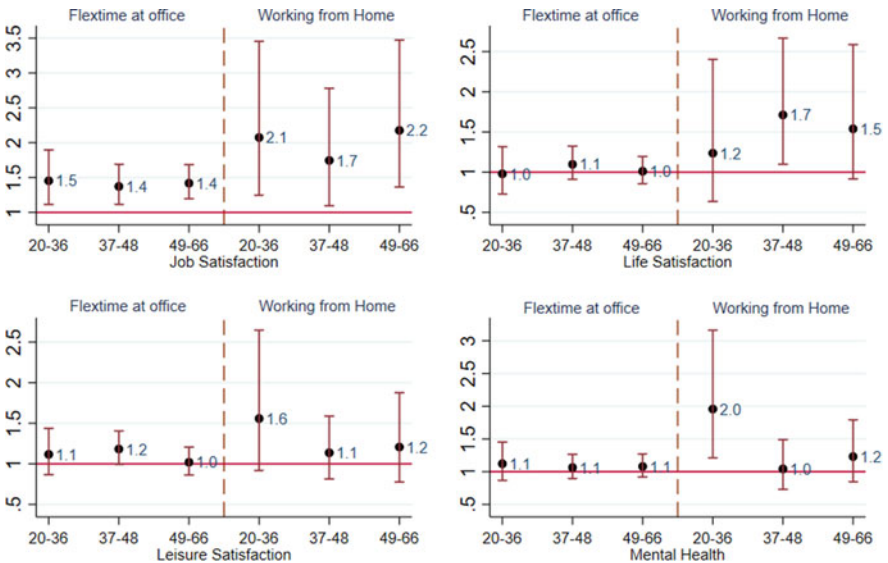 Flextime at office Working from Home
3.5
3
2.5
2
1.5
1
1.5 1.4 1.4 2.1 1.7 2.2
20-36 37-48 49-66 20-36 37-48 49-66
Job Satisfaction
Flextime at office Working from Home
2.5
2
1.5
1
.5
1.0 1.1 1.0 1.2 1.7 1.5
20-36 37-48 49-66 20-36 37-48 49-66
Life Satisfaction
Flextime at office Working from Home
2.5
2
1.5
1
.5
1.1 1.2 1.0 1.6 1.1 1.2
20-36 37-48 49-66 20-36 37-48 49-66
Leisure Satisfaction
Flextime at office Working from Home
3
2.5
2
1.5
1
.5
1.1 1.1 1.1 2.0 1.0 1.2
20-36 37-48 49-66 20-36 37-48 49-66
Mental Health